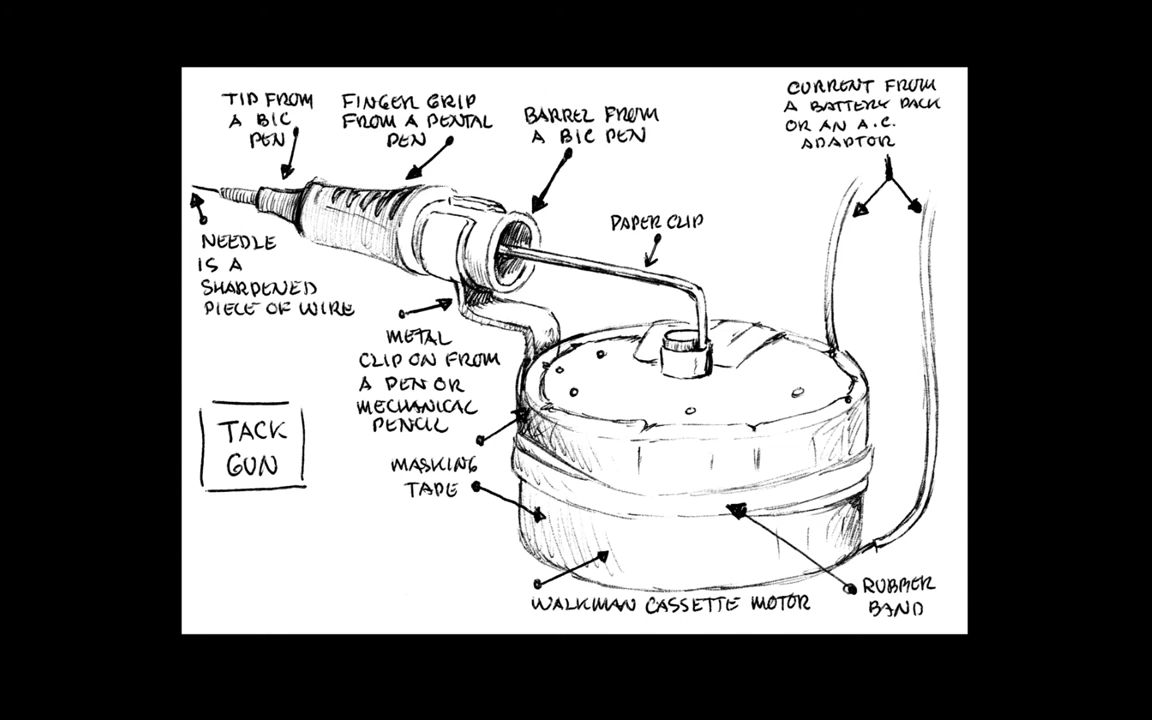 TIP FROM
A BIC
PEN
FINGER GRIP
FROM A PENTAL
PEN
BARREL FROM
A BIC PEN
CURRENT FROM
A BATTERY PACK
OR AN A.C.
ADAPTOR
PAPER CLIP
NEEDLE
IS A
SHARPENED
PIECE OF WIRE
METAL
CLIP ON FROM
A PEN OR
MECHANICAL
PENCIL
TACK
GUN
MASKING
TAPE
WALKMAN CASSETTE MOTOR
RUBBER
BAND